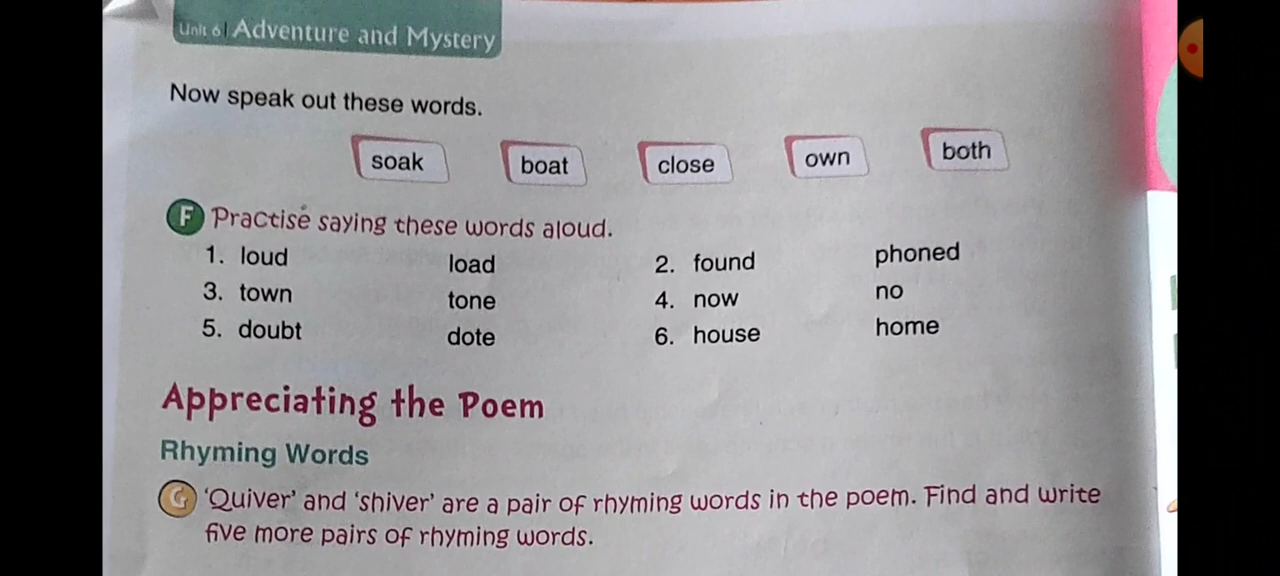 Unit 6 | Adventure and Mystery
Now speak out these words.
soak boat close own both
F Practise saying these words aloud.
1. loud load 2. found phoned
3. town tone 4. now no
5. doubt dote 6. house home
Appreciating the Poem
Rhyming Words
G 'Quiver' and 'shiver' are a pair of rhyming words in the poem. Find and write
five more pairs of rhyming words.